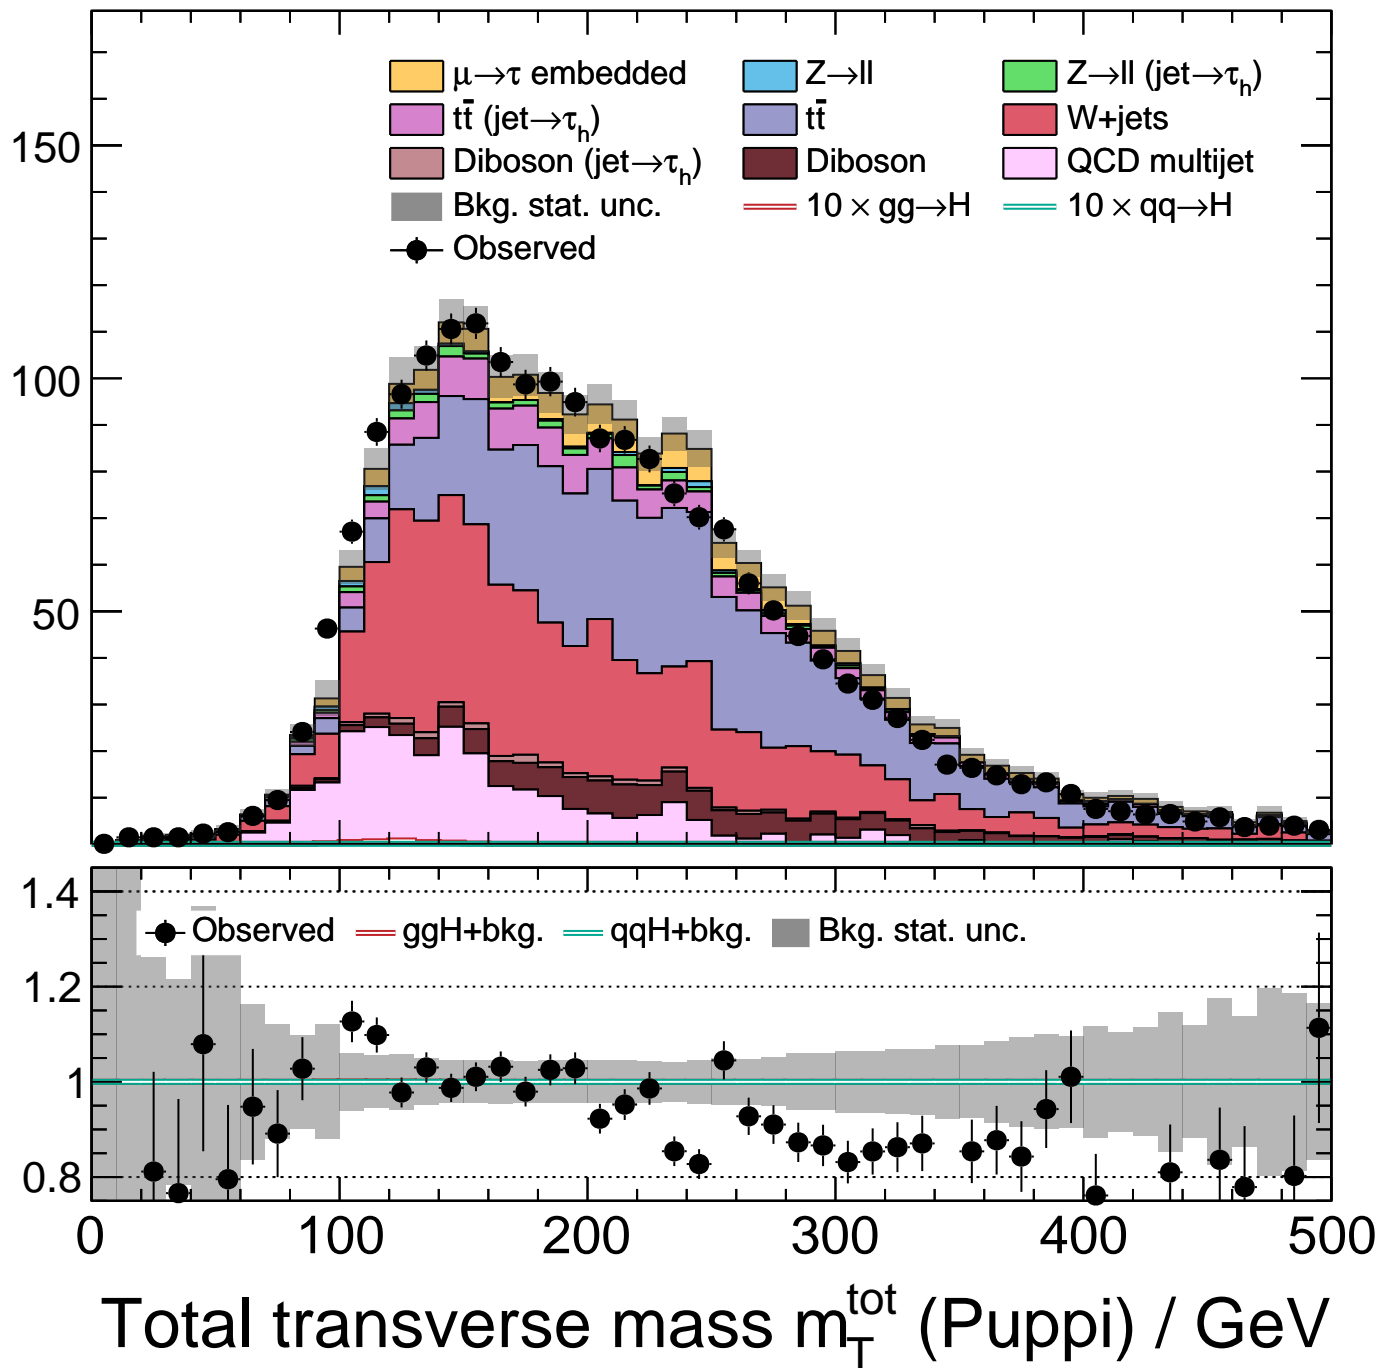 μ→τ embedded Z→ll Z→ll (jet→τh)
tt̄ (jet→τh) tt̄ W+jets
Diboson (jet→τh) Diboson QCD multijet
Bkg. stat. unc. 10 × gg→H 10 × qq→H
Observed
150
100
50
1.4
Observed ggH+bkg. qqH+bkg. Bkg. stat. unc.
1.2
1
0.8
0 100 200 300 400 500
Total transverse mass mTtot (Puppi) / GeV